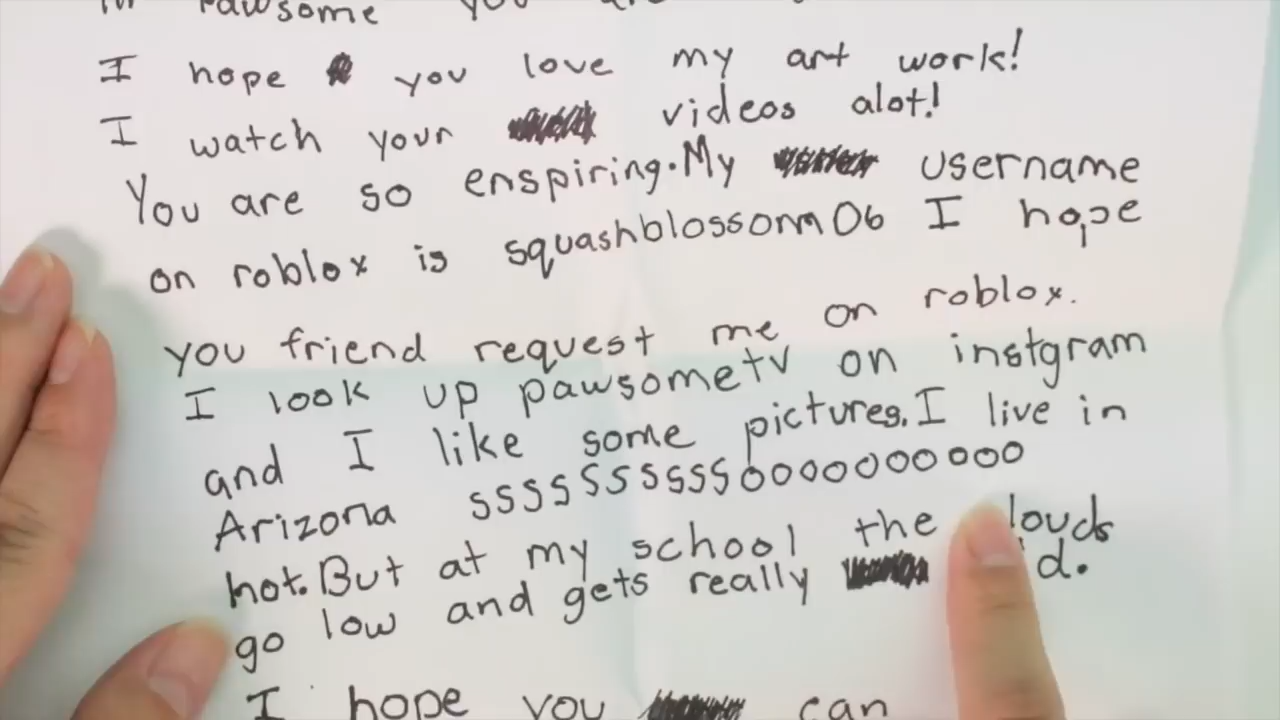 I hope you love my art work!
I watch your videos alot!
You are so enspiring. My username
on roblox is squashblossom06 I hope
you friend request me on roblox.
I look up pawsometv on instgram
and I like some pictures. I live in
Arizona ssssssssssoooooooooo
hot. But at my school the louds
go low and gets really d.
I hope you can